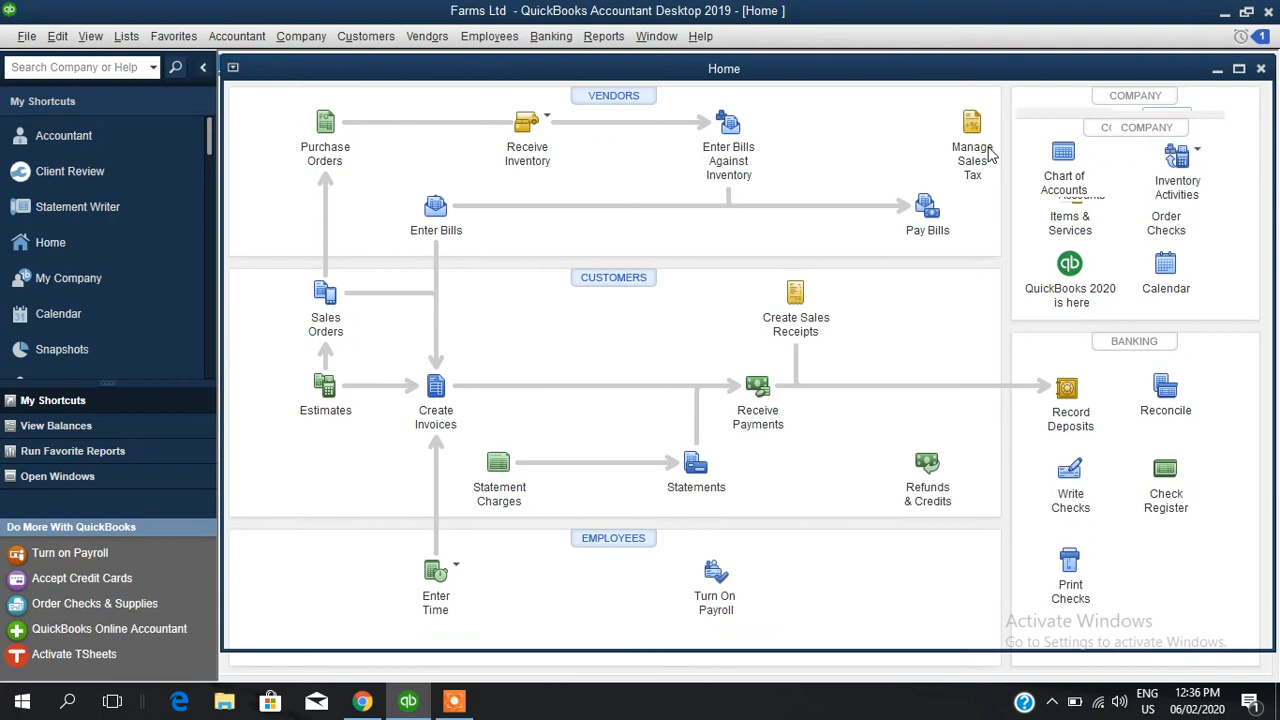 Farms Ltd - QuickBooks Accountant Desktop 2019 - [Home ]
File Edit View Lists Favorites Accountant Company Customers Vendors Employees Banking Reports Window Help
1
Search Company or Help
My Shortcuts
Accountant
Client Review
Statement Writer
Home
My Company
Calendar
Snapshots
My Shortcuts
View Balances
Run Favorite Reports
Open Windows
Do More With QuickBooks
Turn on Payroll
Accept Credit Cards
Order Checks & Supplies
QuickBooks Online Accountant
Activate TSheets
Home
VENDORS
Purchase
Orders
Receive
Inventory
Enter Bills
Against
Inventory
Manage
Sales
Tax
Enter Bills
Pay Bills
CUSTOMERS
Sales
Orders
Create Sales
Receipts
Estimates
Create
Invoices
Receive
Payments
Statement
Charges
Statements
Refunds
& Credits
EMPLOYEES
Enter
Time
Turn On
Payroll
COMPANY
COMPANY
Chart of
Accounts
Inventory
Activities
Items &
Services
Order
Checks
QuickBooks 2020
is here
Calendar
BANKING
Record
Deposits
Reconcile
Write
Checks
Check
Register
Print
Checks
Activate Windows
Go to Settings to activate Windows.
ENG
US
12:36 PM
06/02/2020
1